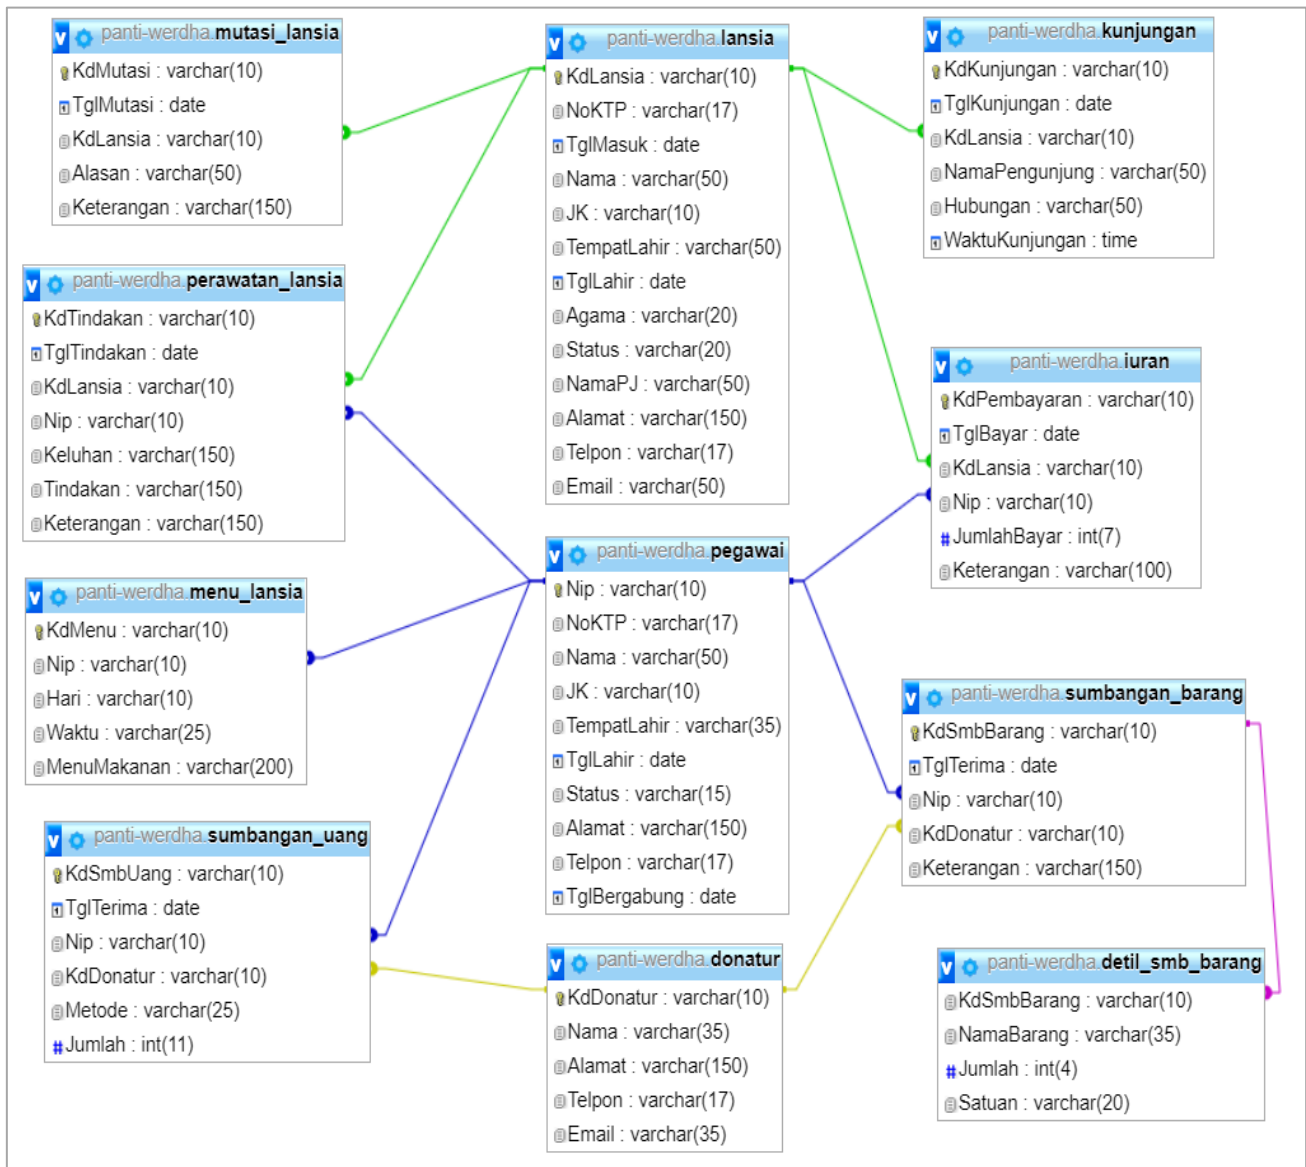 panti-werdha.mutasi_lansia
KdMutasi : varchar(10)
TglMutasi : date
KdLansia : varchar(10)
Alasan : varchar(50)
Keterangan : varchar(150)
panti-werdha.perawatan_lansia
KdTindakan : varchar(10)
TglTindakan : date
KdLansia : varchar(10)
Nip : varchar(10)
Keluhan : varchar(150)
Tindakan : varchar(150)
Keterangan : varchar(150)
panti-werdha.menu_lansia
KdMenu : varchar(10)
Nip : varchar(10)
Hari : varchar(10)
Waktu : varchar(25)
MenuMakanan : varchar(200)
panti-werdha.sumbangan_uang
KdSmbUang : varchar(10)
TglTerima : date
Nip : varchar(10)
KdDonatur : varchar(10)
Metode : varchar(25)
Jumlah : int(11)
panti-werdha.lansia
KdLansia : varchar(10)
NoKTP : varchar(17)
TglMasuk : date
Nama : varchar(50)
JK : varchar(10)
TempatLahir : varchar(50)
TglLahir : date
Agama : varchar(20)
Status : varchar(20)
NamaPJ : varchar(50)
Alamat : varchar(150)
Telpon : varchar(17)
Email : varchar(50)
panti-werdha.pegawai
Nip : varchar(10)
NoKTP : varchar(17)
Nama : varchar(50)
JK : varchar(10)
TempatLahir : varchar(35)
TglLahir : date
Status : varchar(15)
Alamat : varchar(150)
Telpon : varchar(17)
TglBergabung : date
panti-werdha.donatur
KdDonatur : varchar(10)
Nama : varchar(35)
Alamat : varchar(150)
Telpon : varchar(17)
Email : varchar(35)
panti-werdha.kunjungan
KdKunjungan : varchar(10)
TglKunjungan : date
KdLansia : varchar(10)
NamaPengunjung : varchar(50)
Hubungan : varchar(50)
WaktuKunjungan : time
panti-werdha.iuran
KdPembayaran : varchar(10)
TglBayar : date
KdLansia : varchar(10)
Nip : varchar(10)
JumlahBayar : int(7)
Keterangan : varchar(100)
panti-werdha.sumbangan_barang
KdSmbBarang : varchar(10)
TglTerima : date
Nip : varchar(10)
KdDonatur : varchar(10)
Keterangan : varchar(150)
panti-werdha.detil_smb_barang
KdSmbBarang : varchar(10)
NamaBarang : varchar(35)
Jumlah : int(4)
Satuan : varchar(20)